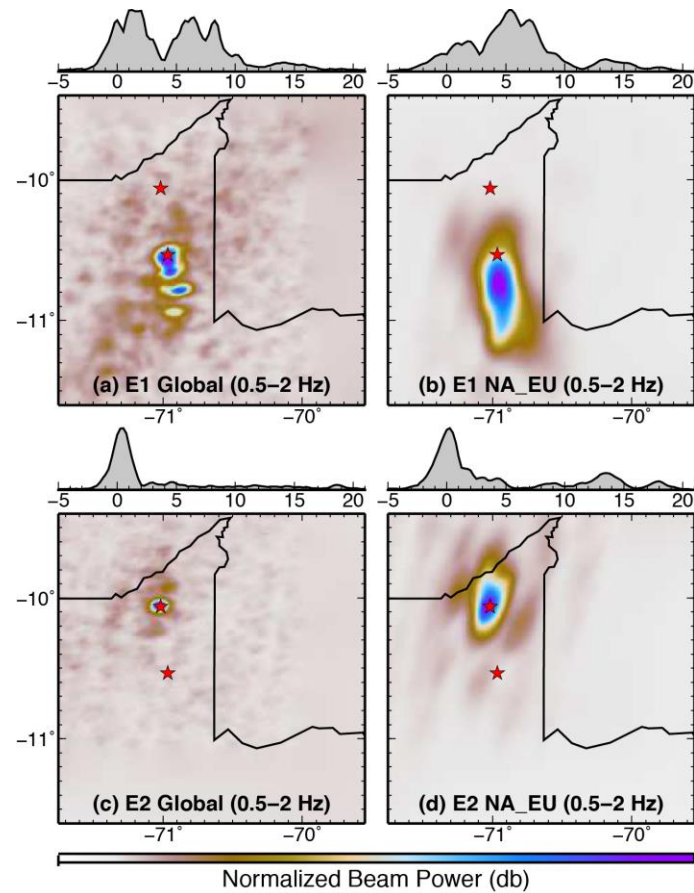 -5 0 5 10 15 20 -5 0 5 10 15 20
-10°
-11°
(a) E1 Global (0.5–2 Hz) (b) E1 NA_EU (0.5–2 Hz)
-71° -70° -71° -70°
-5 0 5 10 15 20 -5 0 5 10 15 20
-10°
-11°
(c) E2 Global (0.5–2 Hz) (d) E2 NA_EU (0.5–2 Hz)
-71° -70° -71° -70°
Normalized Beam Power (db)